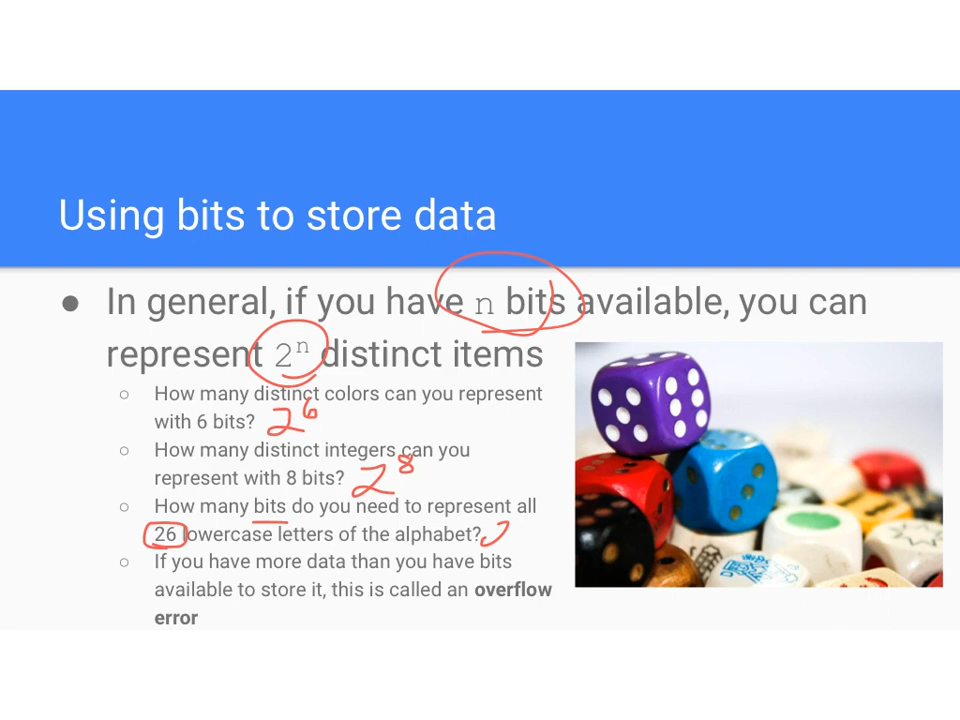 Using bits to store data
● In general, if you have n bits available, you can
represent 2ⁿ distinct items
○ How many distinct colors can you represent
with 6 bits? 2⁶
○ How many distinct integers can you
represent with 8 bits? 2⁸
○ How many bits do you need to represent all
26 lowercase letters of the alphabet?
○ If you have more data than you have bits
available to store it, this is called an overflow
error